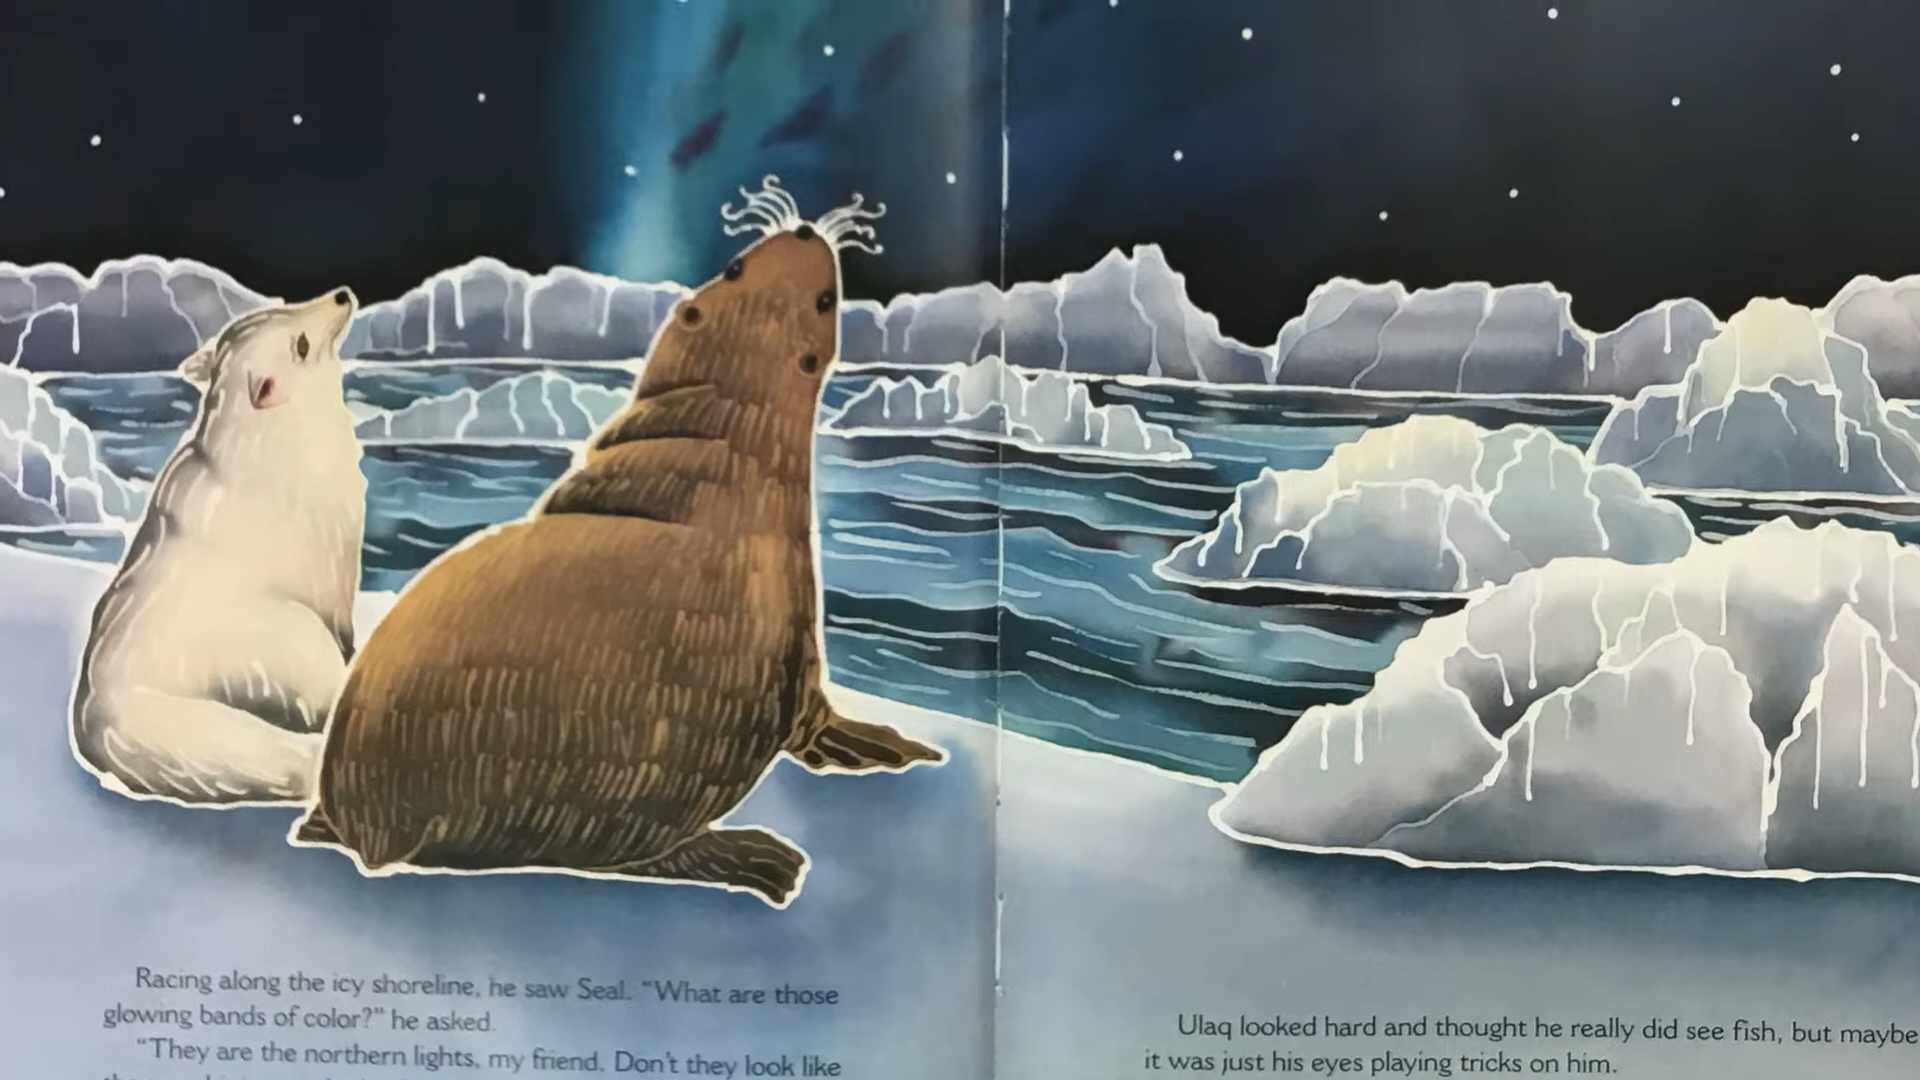 Racing along the icy shoreline, he saw Seal. “What are those
glowing bands of color?” he asked.
“They are the northern lights, my friend. Don’t they look like
Ulaq looked hard and thought he really did see fish, but maybe
it was just his eyes playing tricks on him.